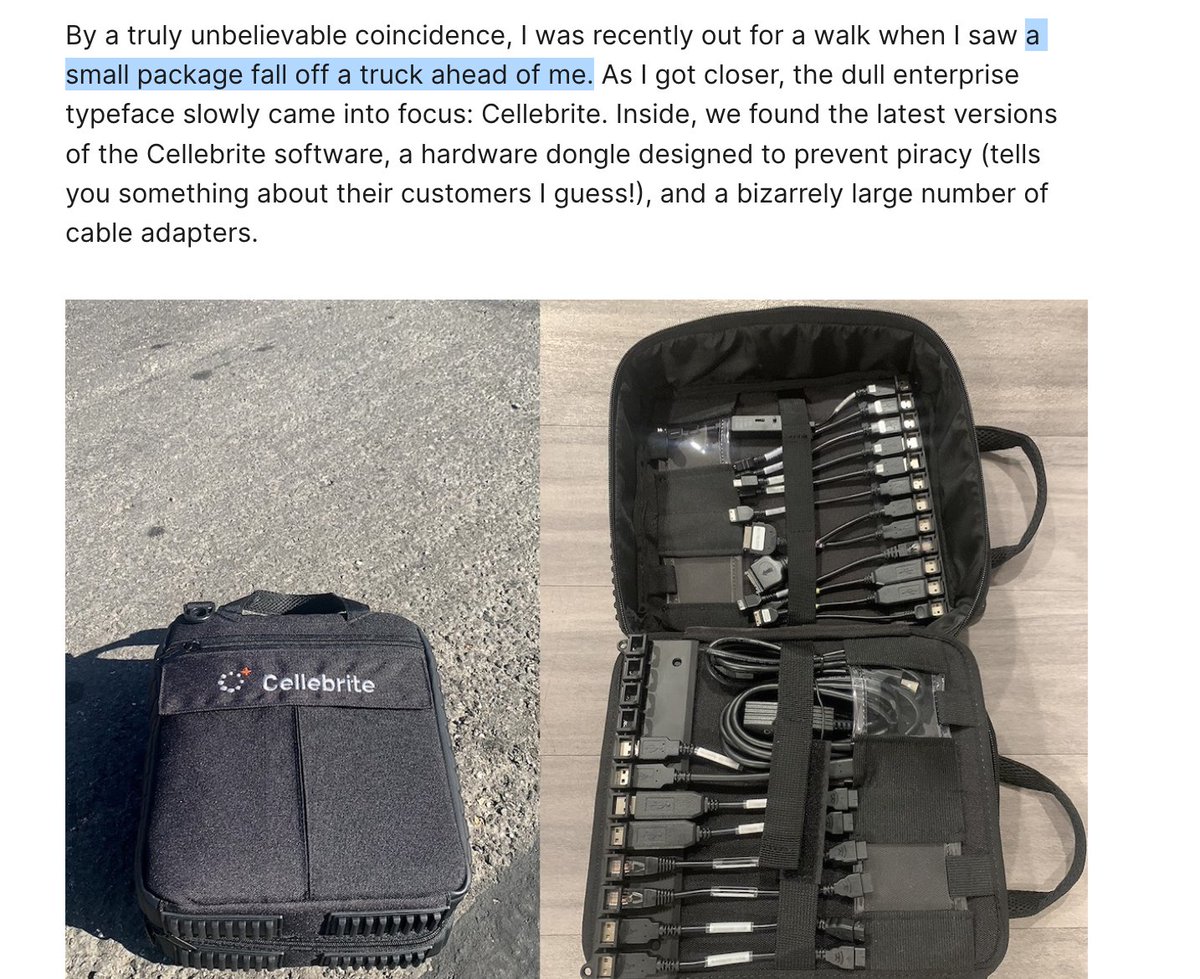 By a truly unbelievable coincidence, I was recently out for a walk when I saw a
small package fall off a truck ahead of me. As I got closer, the dull enterprise
typeface slowly came into focus: Cellebrite. Inside, we found the latest versions
of the Cellebrite software, a hardware dongle designed to prevent piracy (tells
you something about their customers I guess!), and a bizarrely large number of
cable adapters.
Cellebrite